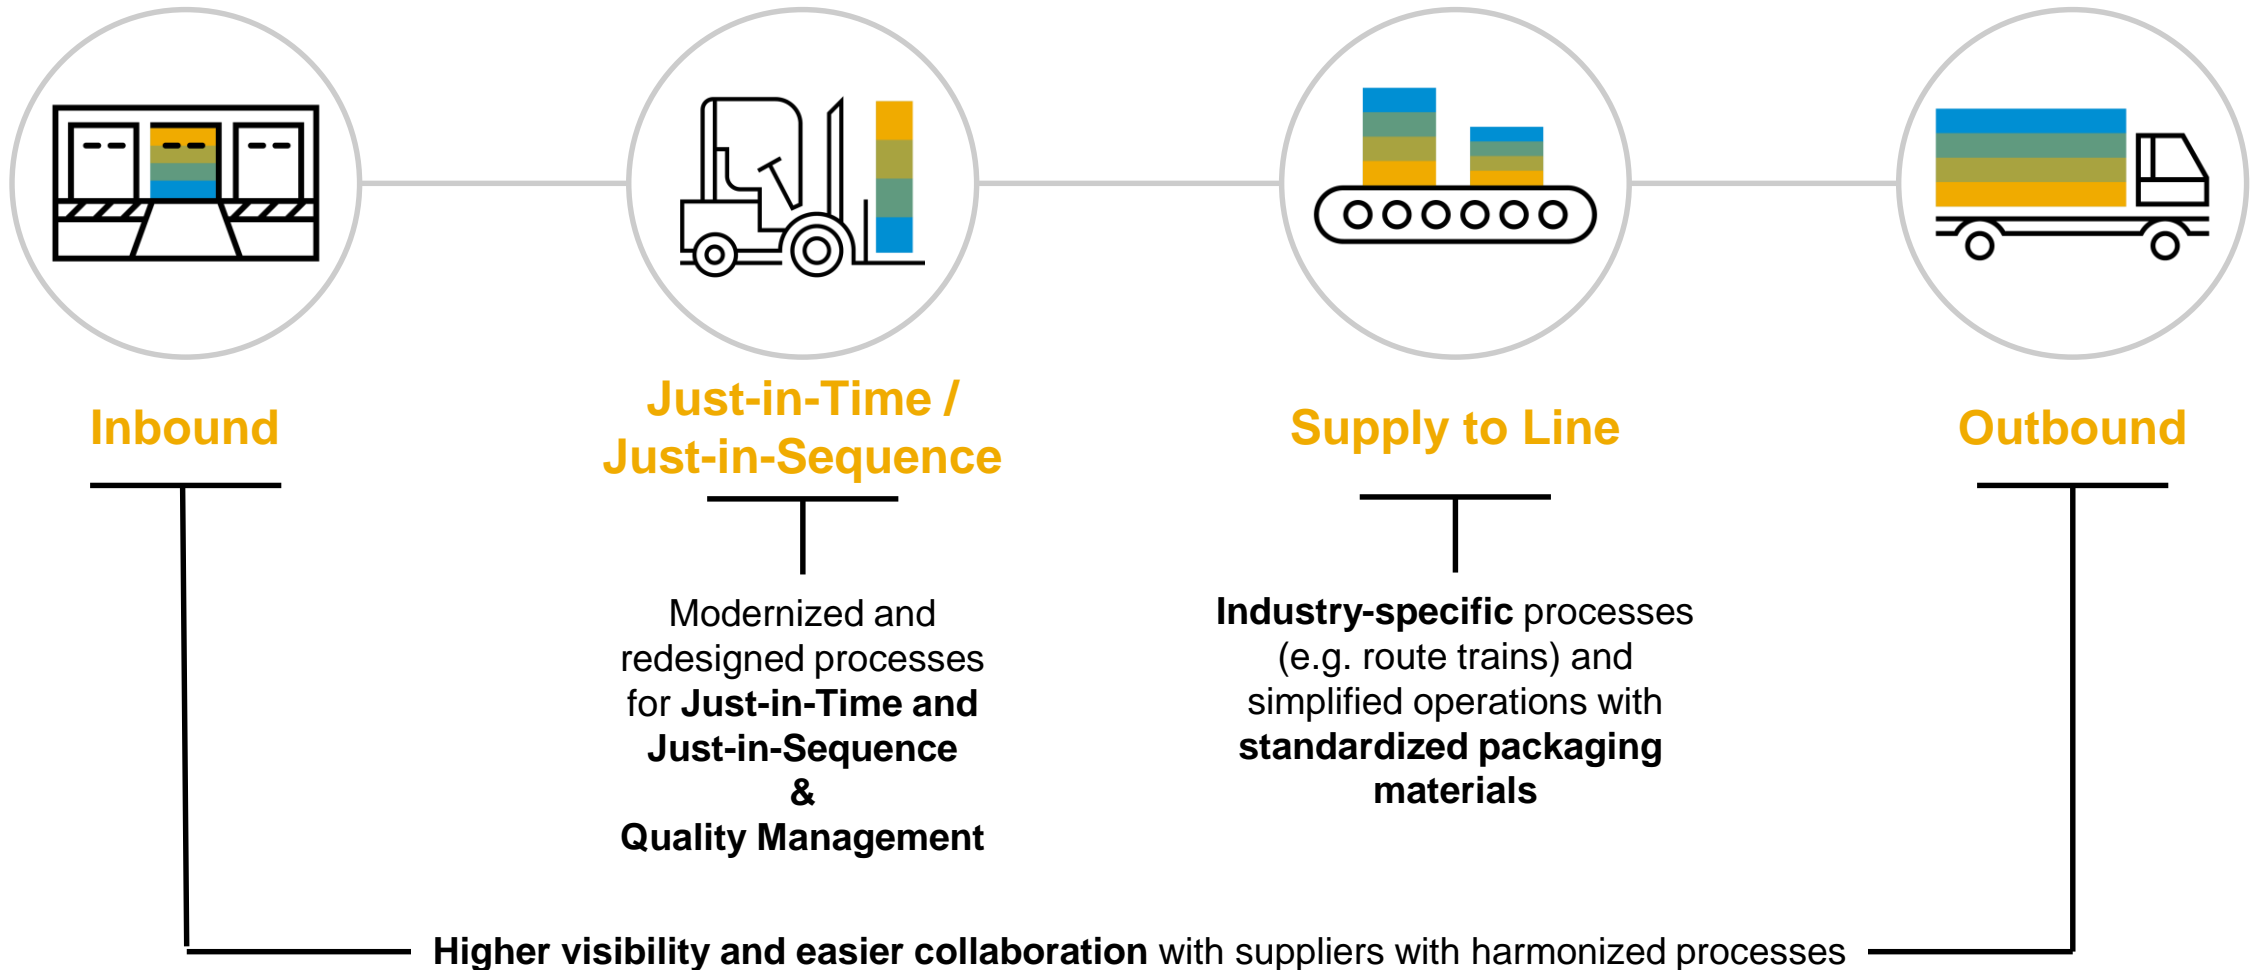 Inbound
Just-in-Time /
Just-in-Sequence
Supply to Line
Outbound
Modernized and
redesigned processes
for Just-in-Time and
Just-in-Sequence
&
Quality Management
Industry-specific processes
(e.g. route trains) and
simplified operations with
standardized packaging
materials
Higher visibility and easier collaboration with suppliers with harmonized processes